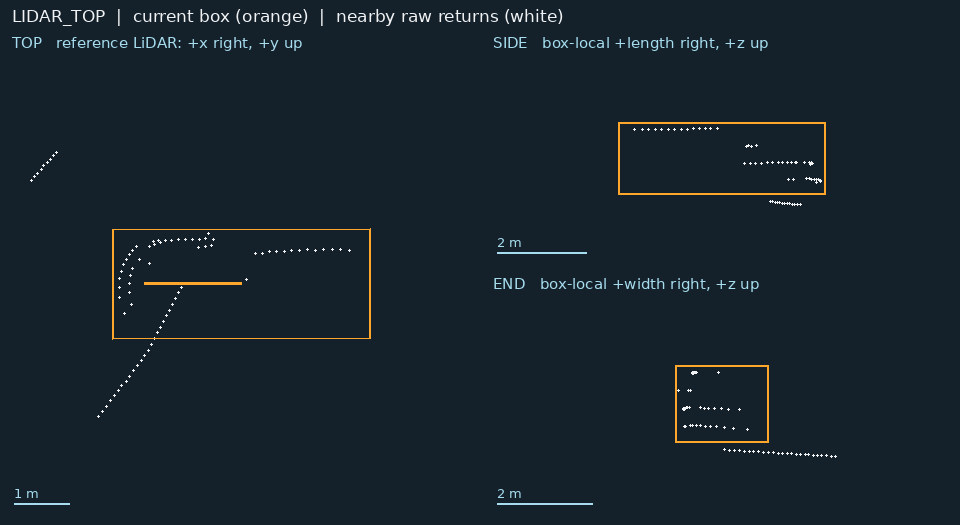 LIDAR_TOP | current box (orange) | nearby raw returns (white)
TOP reference LiDAR: +x right, +y up
SIDE box-local +length right, +z up
2 m
END box-local +width right, +z up
1 m
2 m